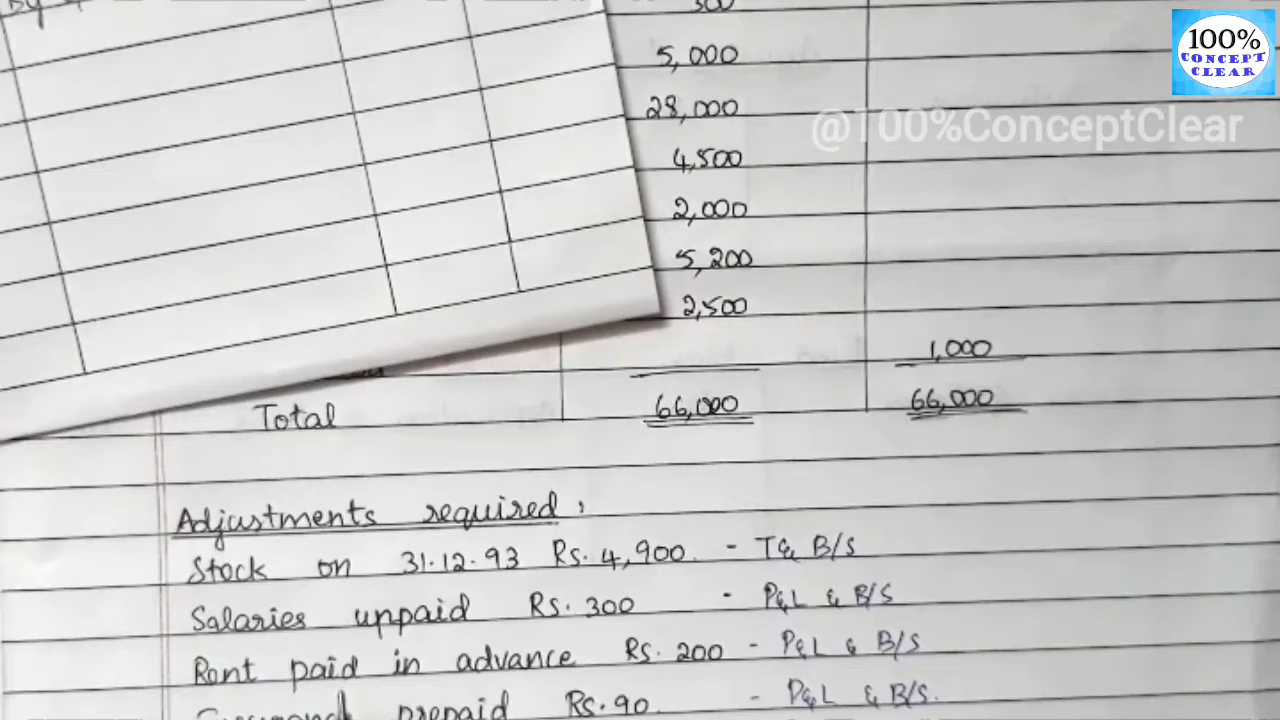 100%
CONCEPT
CLEAR
@100%ConceptClear
By
300
5,000
28,000
4,500
2,000
5,200
2,500
1,000
Total 66,000 66,000
Adjustments required :
Stock on 31.12.93 Rs. 4,900. - T& B/S
Salaries unpaid Rs. 300 - P&L & B/S
Rent paid in advance Rs. 200 - P&L & B/S
prepaid Rs. 90. - P&L & B/S.